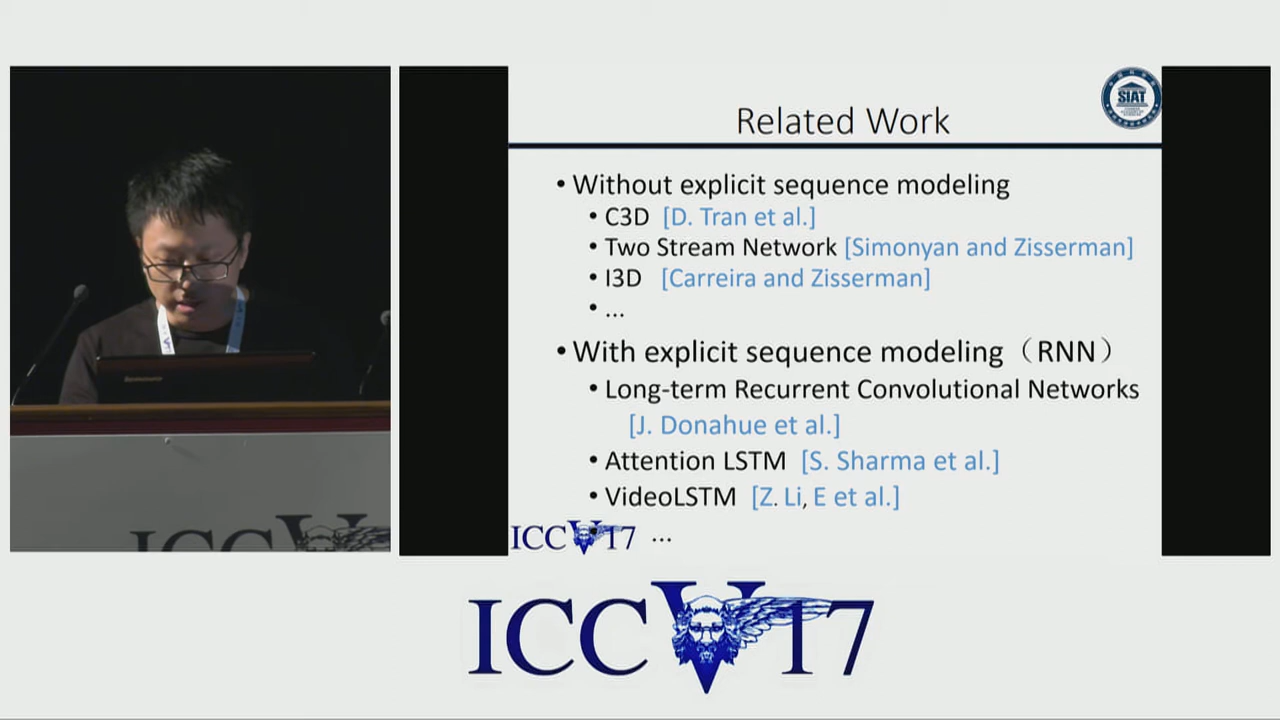 SIAT
Related Work
• Without explicit sequence modeling
• C3D [D. Tran et al.]
• Two Stream Network [Simonyan and Zisserman]
• I3D [Carreira and Zisserman]
• ...
• With explicit sequence modeling（RNN）
• Long-term Recurrent Convolutional Networks
[J. Donahue et al.]
• Attention LSTM [S. Sharma et al.]
• VideoLSTM [Z. Li, E et al.]
ICCV17 ...
ICCV
ICCV17